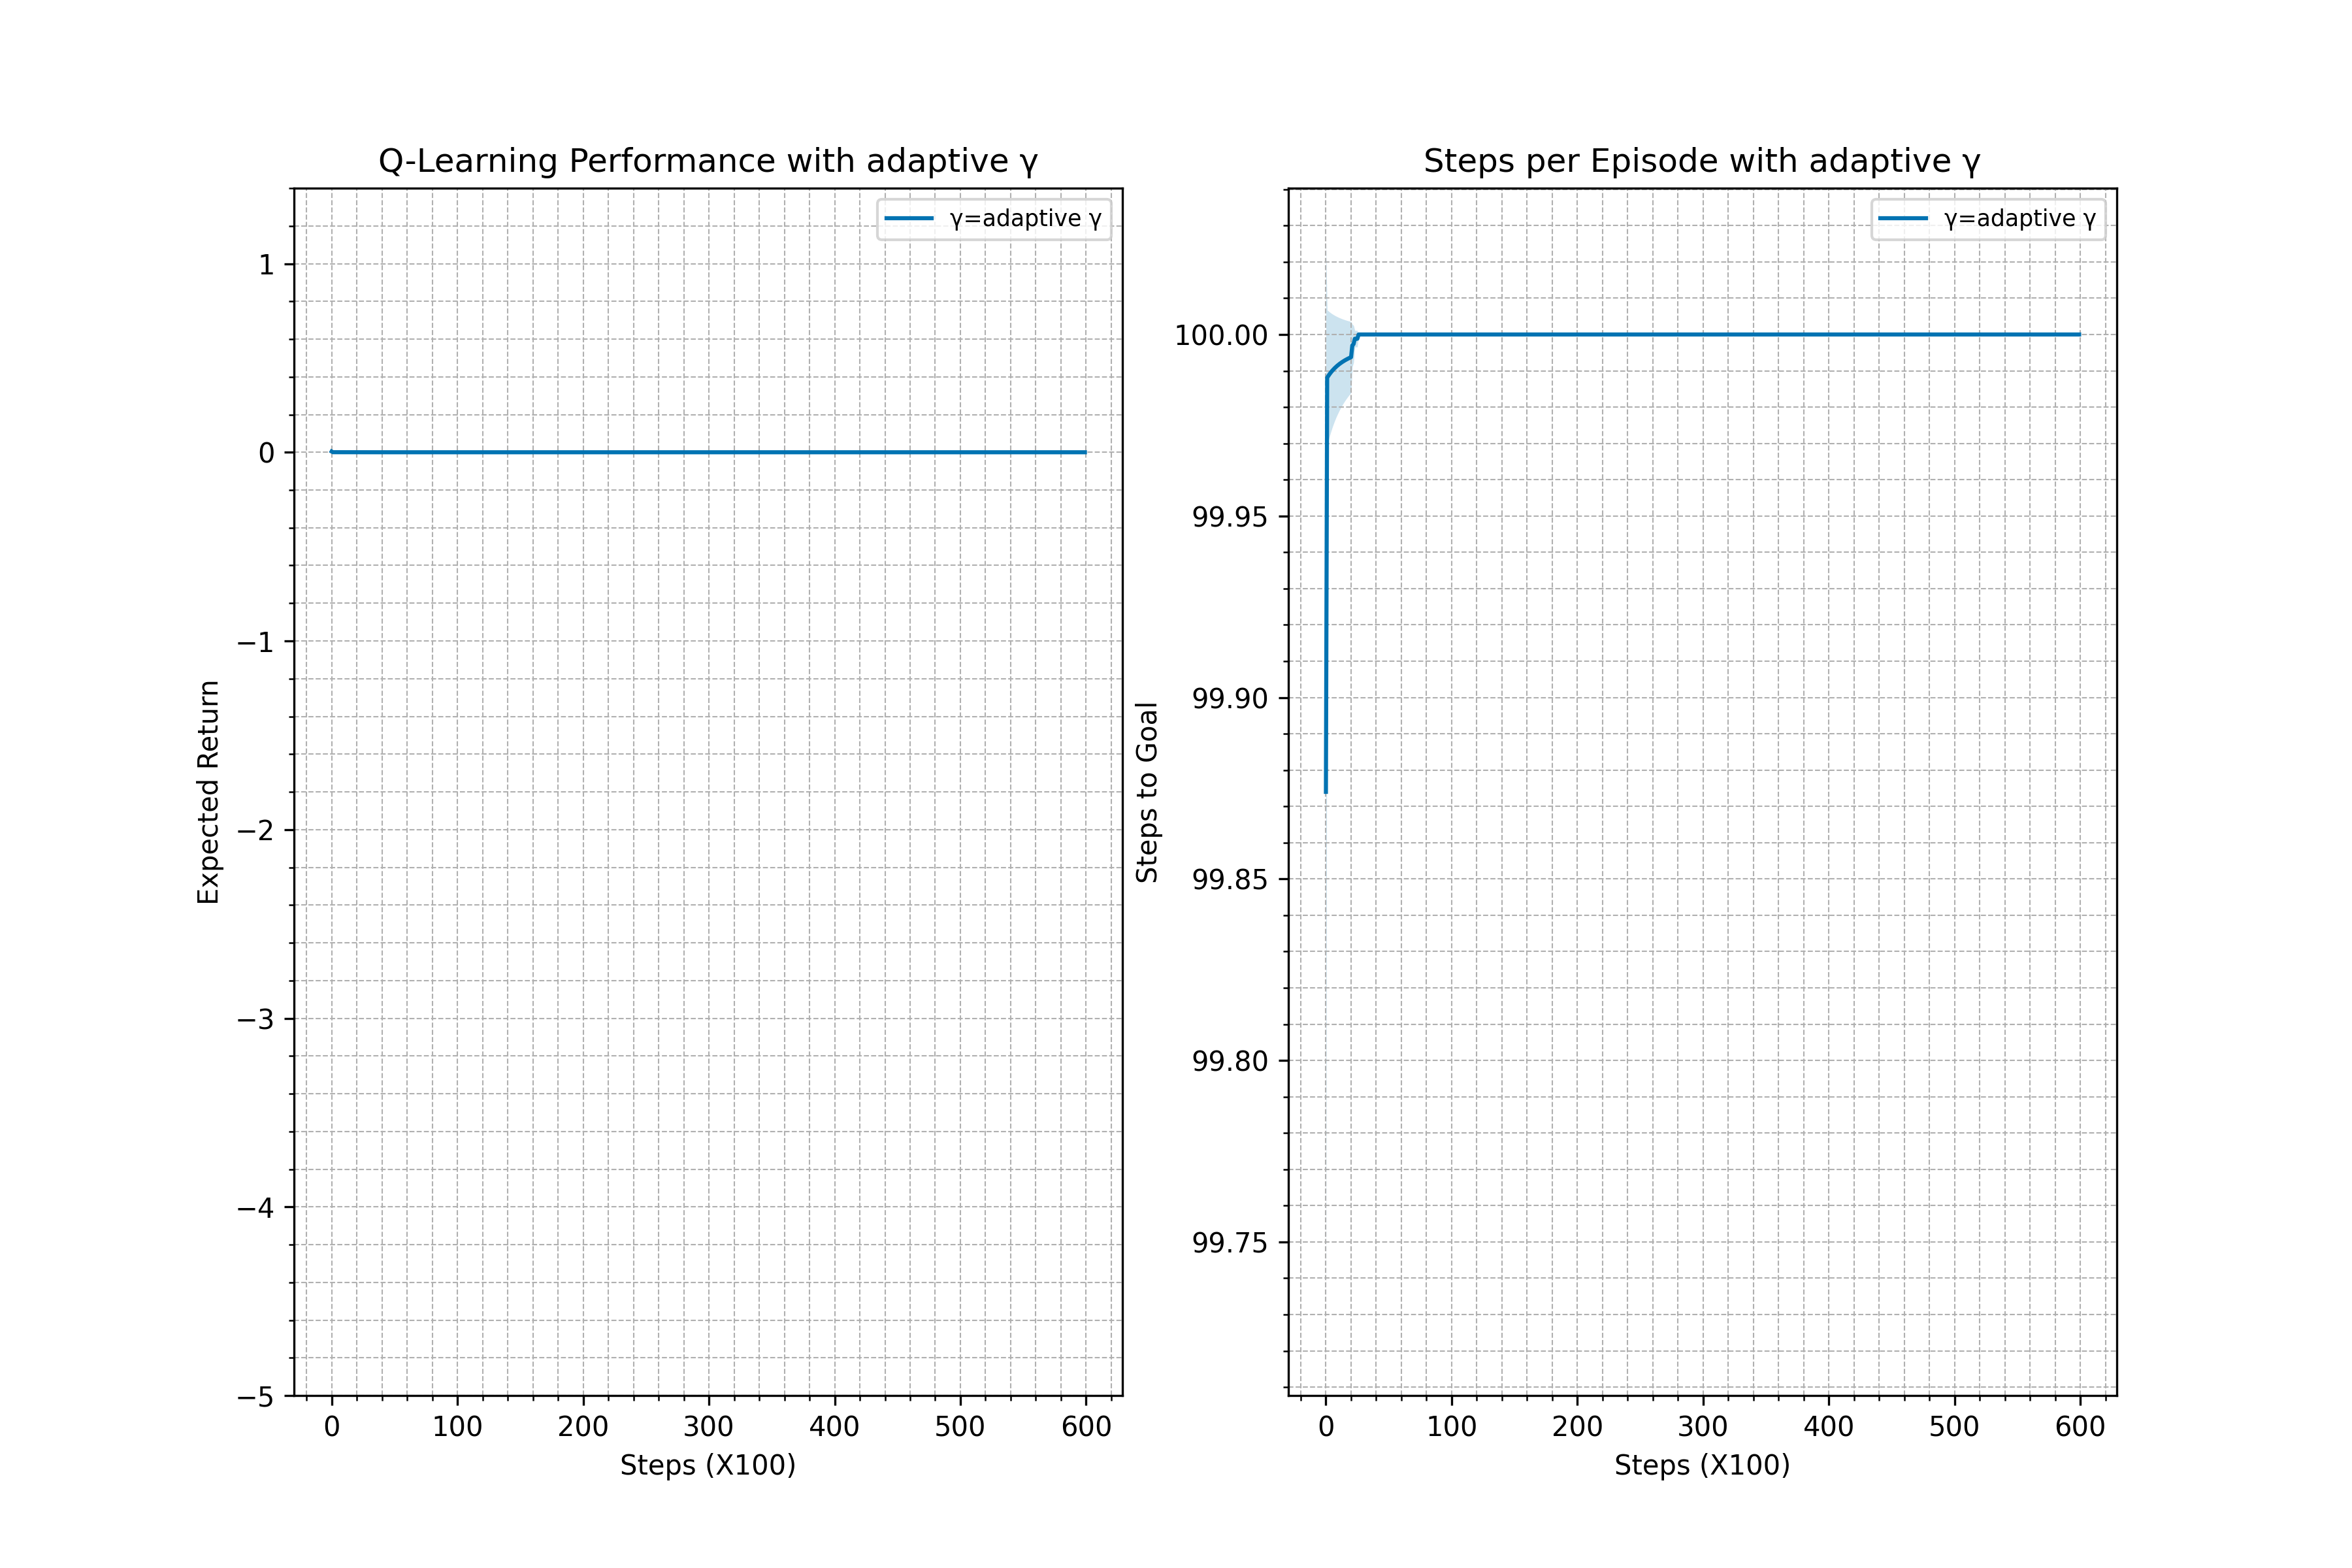 Q-Learning Performance with adaptive γ
γ=adaptive γ
1
0
−1
−2
−3
−4
−5
Expected Return
0 100 200 300 400 500 600
Steps (X100)
Steps per Episode with adaptive γ
γ=adaptive γ
100.00
99.95
99.90
99.85
99.80
99.75
Steps to Goal
0 100 200 300 400 500 600
Steps (X100)